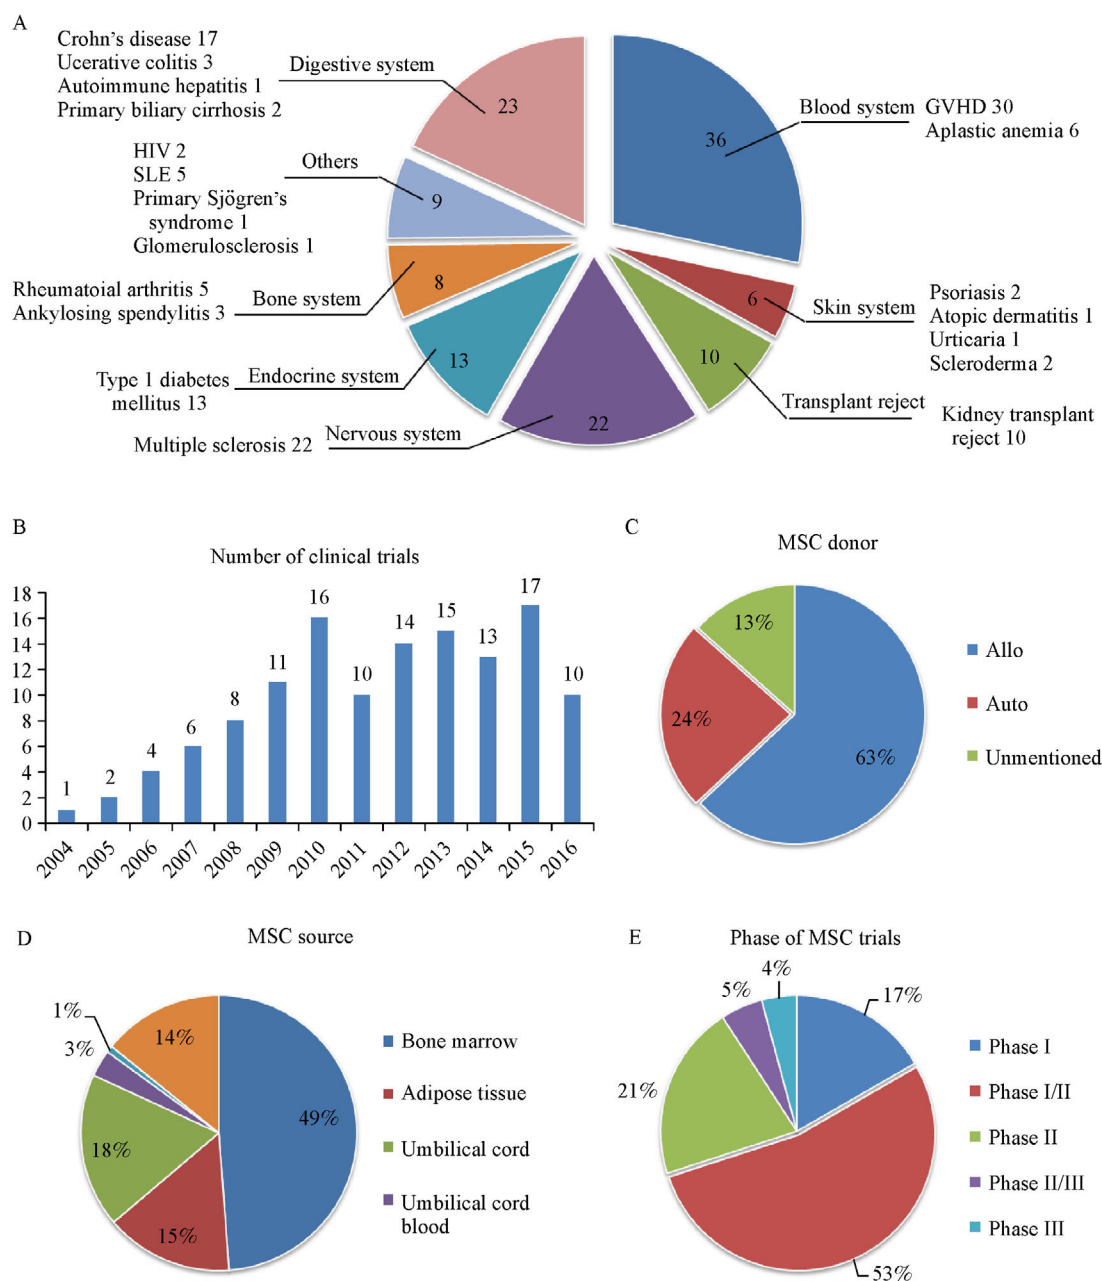 A
Crohn's disease 17
Ucerative colitis 3
Autoimmune hepatitis 1
Primary biliary cirrhosis 2
Digestive system
23
36
Blood system
GVHD 30
Aplastic anemia 6
HIV 2
SLE 5
Primary Sjögren's
syndrome 1
Glomerulosclerosis 1
Others
9
Rheumatoial arthritis 5
Ankylosing spendylitis 3
Bone system
8
6
Skin system
Psoriasis 2
Atopic dermatitis 1
Urticaria 1
Scleroderma 2
Type 1 diabetes
mellitus 13
Endocrine system
13
10
Transplant reject
Kidney transplant
reject 10
Multiple sclerosis 22
Nervous system
22
B
Number of clinical trials
18
16
14
12
10
8
6
4
2
0
1
2
4
6
8
11
16
10
14
15
13
17
10
2004
2005
2006
2007
2008
2009
2010
2011
2012
2013
2014
2015
2016
C
MSC donor
13%
24%
63%
Allo
Auto
Unmentioned
D
MSC source
1%
3%
14%
18%
15%
49%
Bone marrow
Adipose tissue
Umbilical cord
Umbilical cord
blood
E
Phase of MSC trials
4%
5%
17%
21%
53%
Phase I
Phase I/II
Phase II
Phase II/III
Phase III